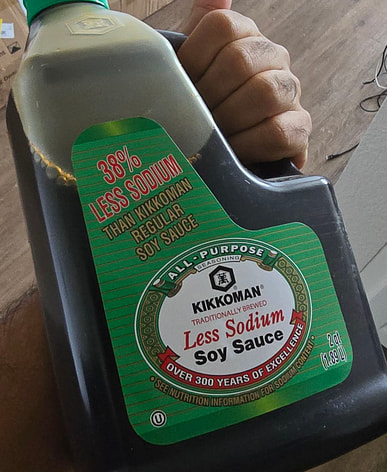 38%
LESS SODIUM
THAN KIKKOMAN
REGULAR
SOY SAUCE
ALL-PURPOSE
SEASONING
KIKKOMAN®
TRADITIONALLY BREWED
Less Sodium
Soy Sauce
OVER 300 YEARS OF EXCELLENCE
•SEE NUTRITION INFORMATION FOR SODIUM CONTENT•
2 qt
(1.89 L)
U